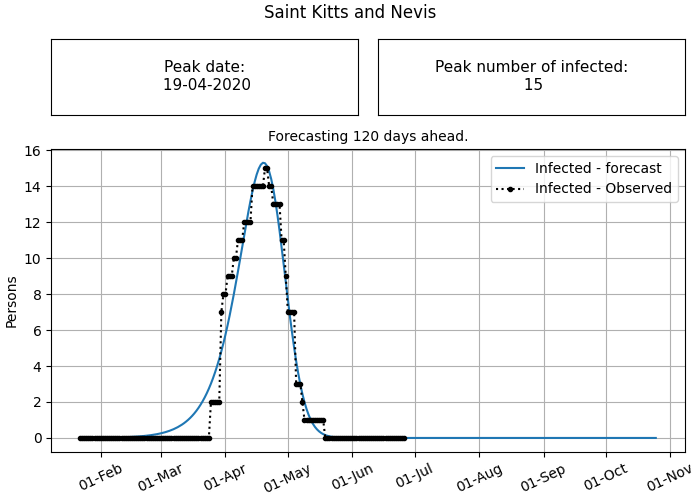 Saint Kitts and Nevis
Peak date:
19-04-2020
Peak number of infected:
15
Forecasting 120 days ahead.
Infected - forecast
Infected - Observed
Persons
16
14
12
10
8
6
4
2
0
01-Feb
01-Mar
01-Apr
01-May
01-Jun
01-Jul
01-Aug
01-Sep
01-Oct
01-Nov